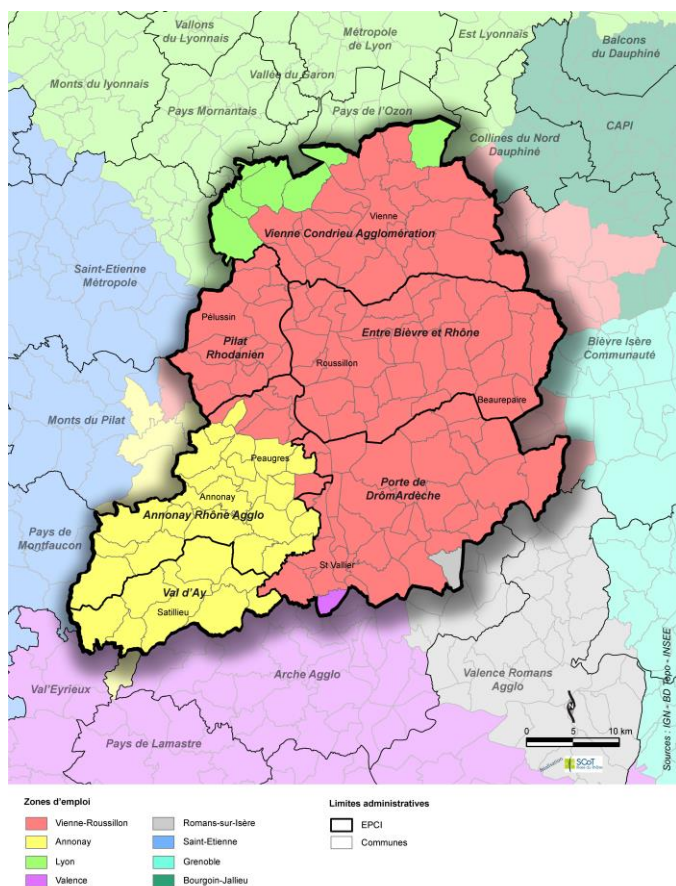 Vallons
du Lyonnais
Métropole
de Lyon
Est Lyonnais
Balcons
du Dauphiné
Monts du lyonnais
Vallée du Garon
Pays Mornantais
Pays de l'Ozon
CAPI
Collines du Nord
Dauphiné
Vienne
Vienne Condrieu Agglomération
Saint-Etienne
Métropole
Pélussin
Pilat
Rhodanien
Entre Bièvre et Rhône
Roussillon
Bièvre Isère
Communauté
Beaurepaire
Monts du Pilat
Peaugres
Porte de
DrômArdèche
Annonay
Annonay Rhône Agglo
Pays de
Montfaucon
St Vallier
Val d'Ay
Satillieu
Val'Eyrieux
Arche Agglo
Valence Romans
Agglo
Pays de Lamastre
N
0 5 10 km
Réalisation
SCoT
Sources : IGN - BD Topo - INSEE
Zones d'emploi
Vienne-Roussillon
Annonay
Lyon
Valence
Romans-sur-Isère
Saint-Etienne
Grenoble
Bourgoin-Jallieu
Limites administratives
EPCI
Communes